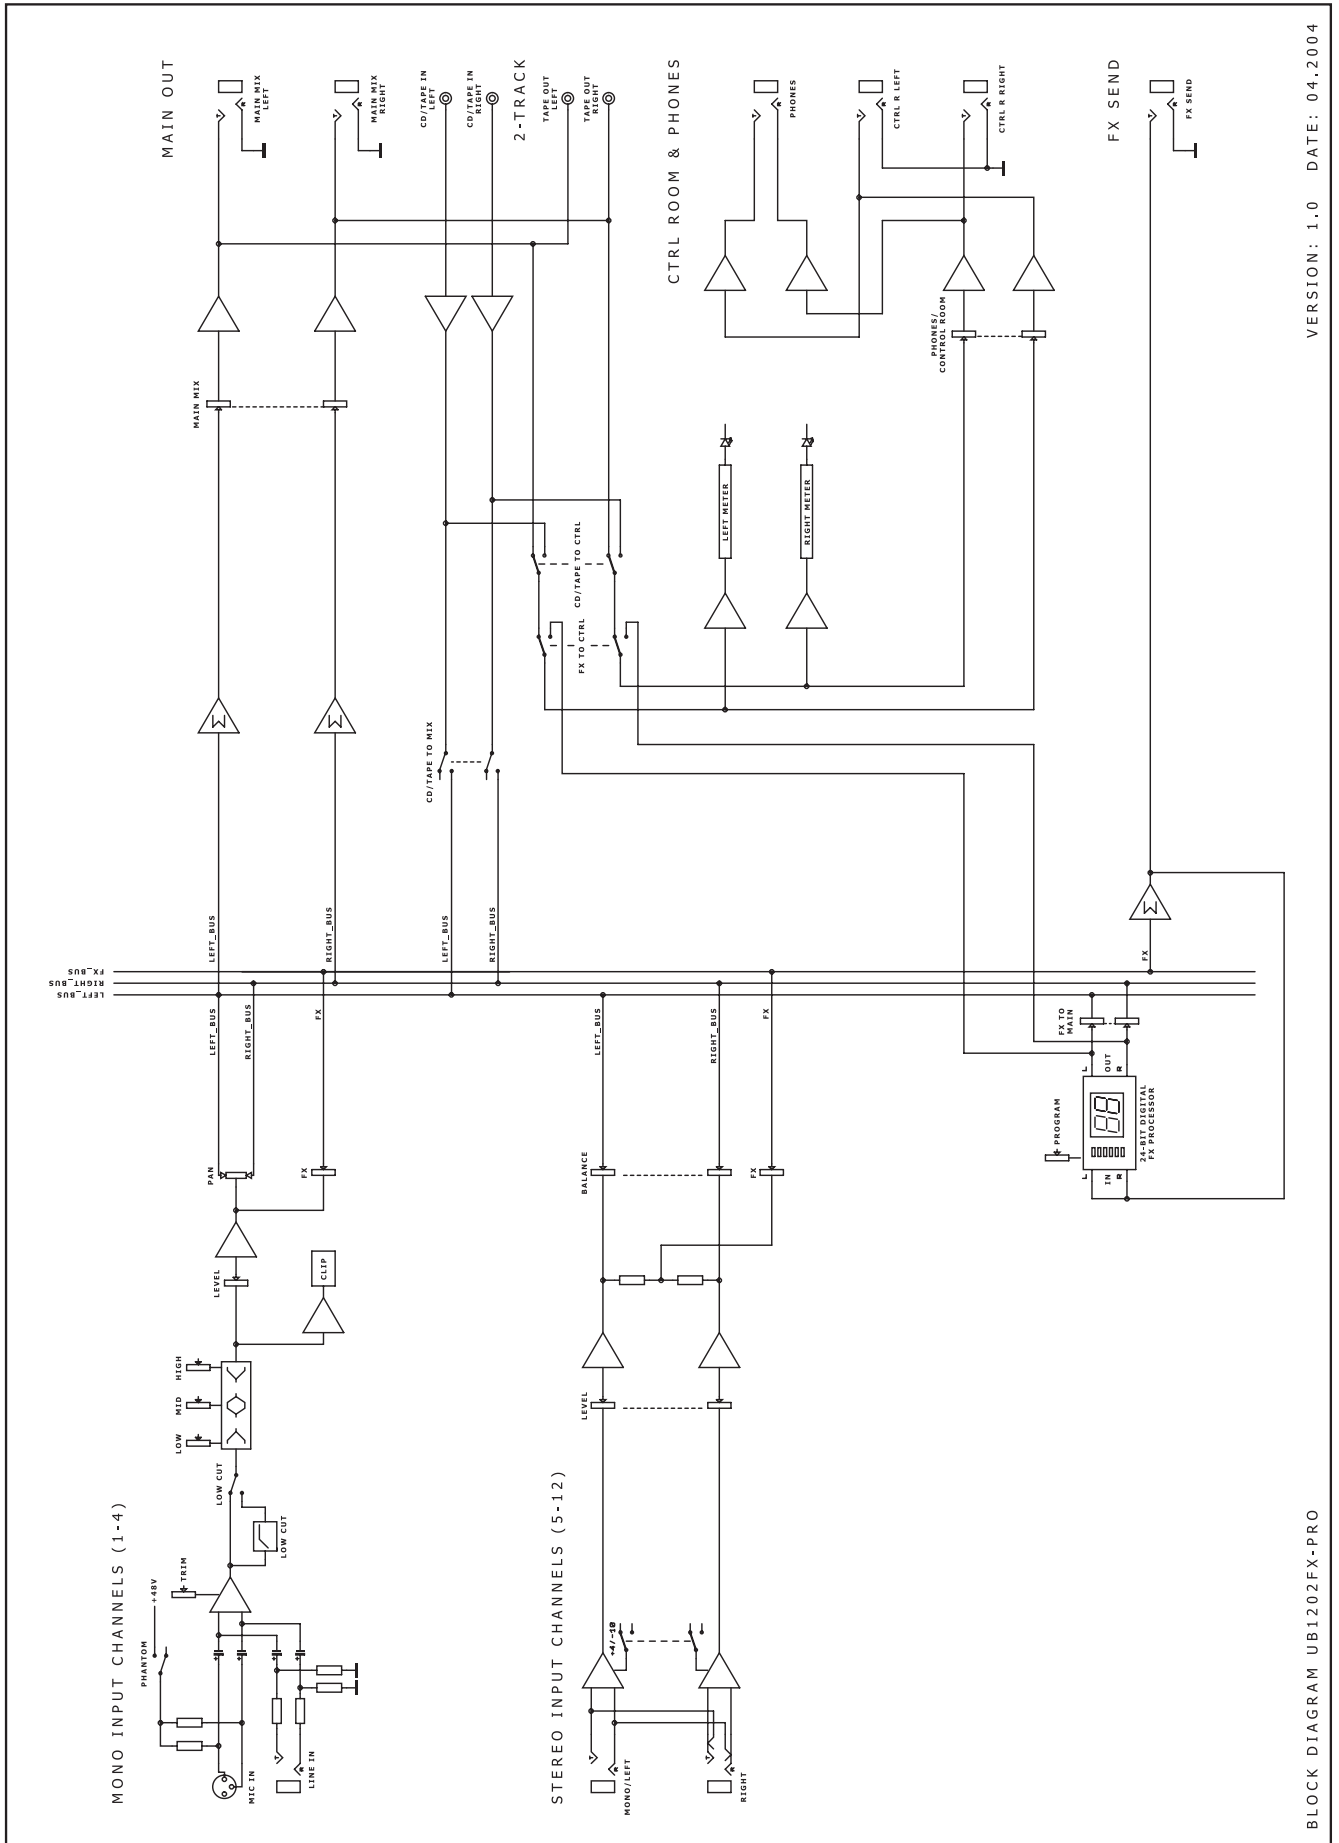 BLOCK DIAGRAM UB1202FX-PRO
VERSION: 1.0 DATE: 04.2004
MONO INPUT CHANNELS (1-4)
MIC IN
LINE IN
T
R
PHANTOM
+48V
TRIM
LOW CUT
LOW CUT
LOW
MID
HIGH
CLIP
LEVEL
PAN
FX
LEFT_BUS
RIGHT_BUS
FX
STEREO INPUT CHANNELS (5-12)
MONO/LEFT
RIGHT
T
R
T
R
+4/-10
LEVEL
BALANCE
FX
LEFT_BUS
RIGHT_BUS
FX
LEFT_BUS
RIGHT_BUS
FX_BUS
PROGRAM
L
IN
R
88
24-BIT DIGITAL
FX PROCESSOR
L
OUT
R
FX TO
MAIN
LEFT_BUS
RIGHT_BUS
LEFT_BUS
RIGHT_BUS
FX
Σ
Σ
Σ
CD/TAPE TO MIX
FX TO CTRL
CD/TAPE TO CTRL
LEFT METER
RIGHT METER
MAIN MIX
PHONES/
CONTROL ROOM
MAIN OUT
T
R
MAIN MIX
LEFT
T
R
MAIN MIX
RIGHT
CD/TAPE IN
LEFT
CD/TAPE IN
RIGHT
2-TRACK
TAPE OUT
LEFT
TAPE OUT
RIGHT
CTRL ROOM & PHONES
T
R
PHONES
T
R
CTRL R LEFT
T
R
CTRL R RIGHT
FX SEND
T
R
FX SEND